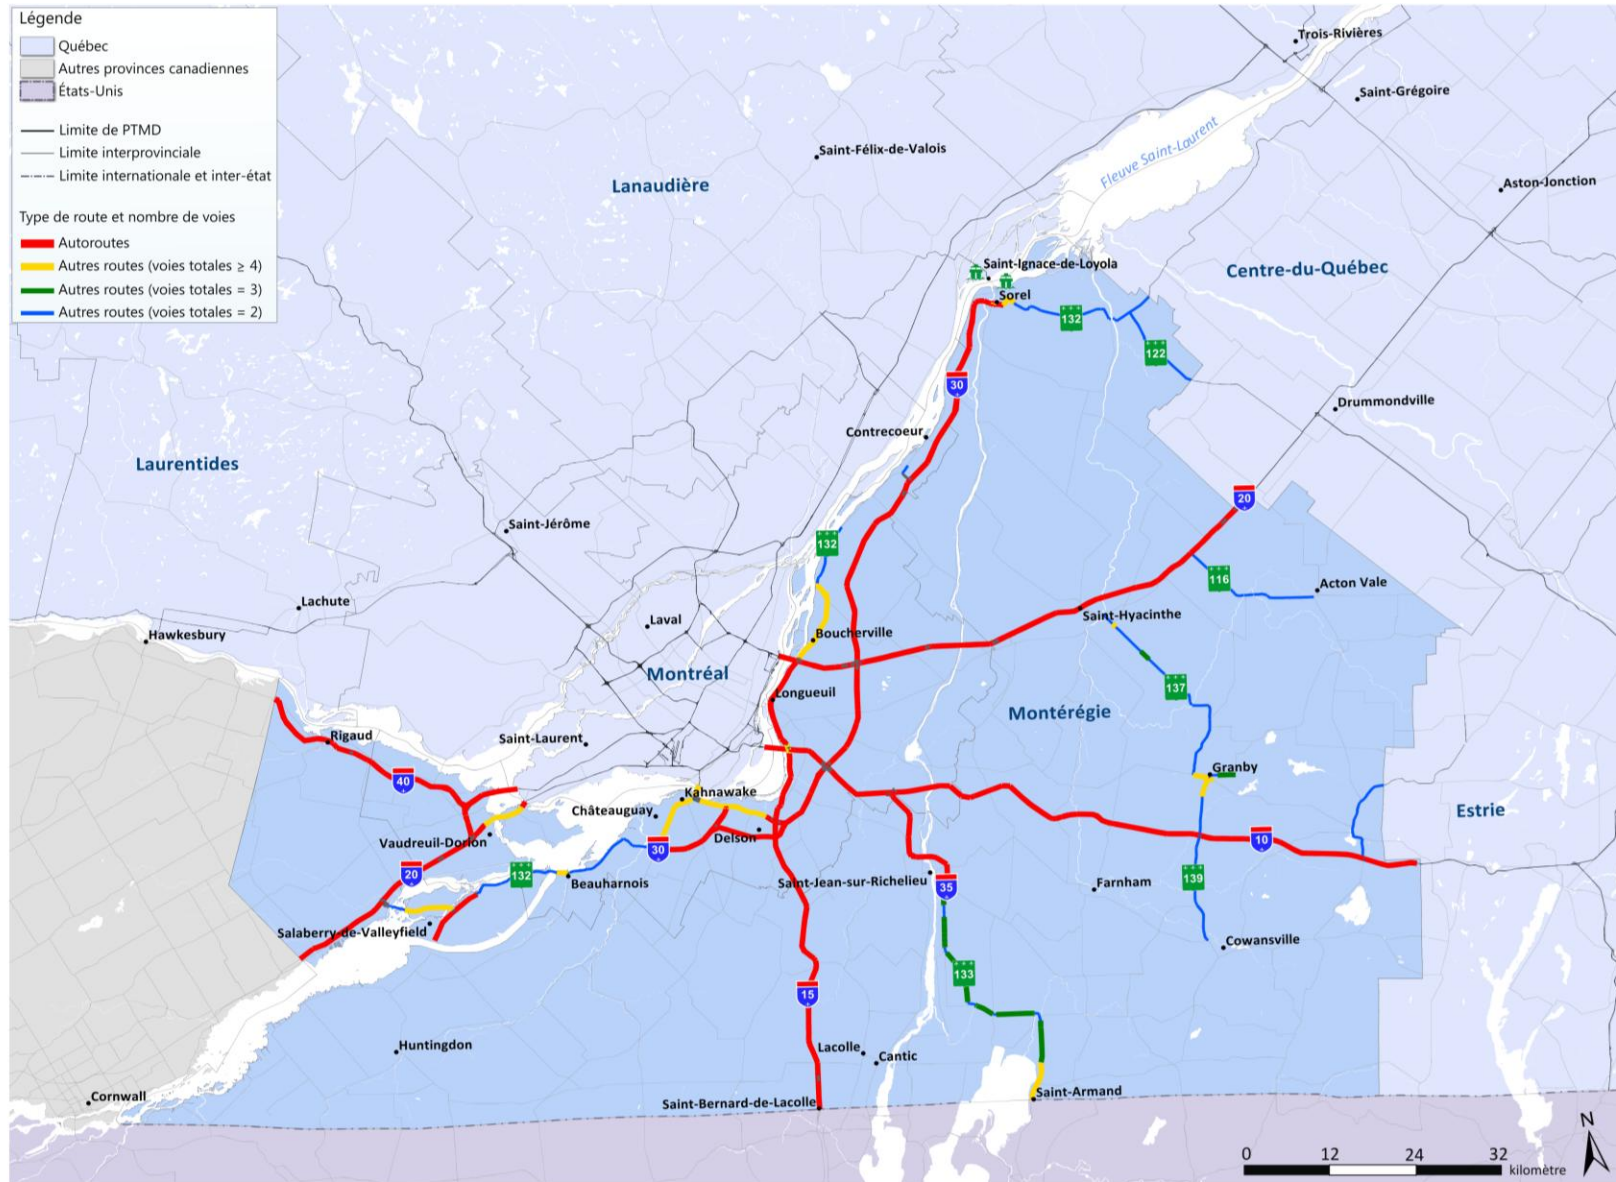 Légende
Québec
Autres provinces canadiennes
États-Unis
Limite de PTMD
Limite interprovinciale
Limite internationale et inter-état
Type de route et nombre de voies
Autoroutes
Autres routes (voies totales ≥ 4)
Autres routes (voies totales = 3)
Autres routes (voies totales = 2)
Trois-Rivières
Saint-Grégoire
Fleuve Saint-Laurent
Saint-Félix-de-Valois
Lanaudière
Aston-Jonction
Saint-Ignace-de-Loyola
Centre-du-Québec
Sorel
132
122
30
Drummondville
Contrecoeur
Laurentides
20
Saint-Jérôme
132
116
Acton Vale
Lachute
Saint-Hyacinthe
Laval
Hawkesbury
Boucherville
Montréal
137
Longueuil
Montérégie
Rigaud
Saint-Laurent
Granby
40
Kahnawake
Châteauguay
Estrie
Delson
Vaudreuil-Dorion
30
10
20
132
Beauharnois
Saint-Jean-sur-Richelieu
35
Farnham
139
Salaberry-de-Valleyfield
Cowansville
133
15
Huntingdon
Lacolle
Cantic
Cornwall
Saint-Bernard-de-Lacolle
Saint-Armand
N
0 12 24 32
kilomètre